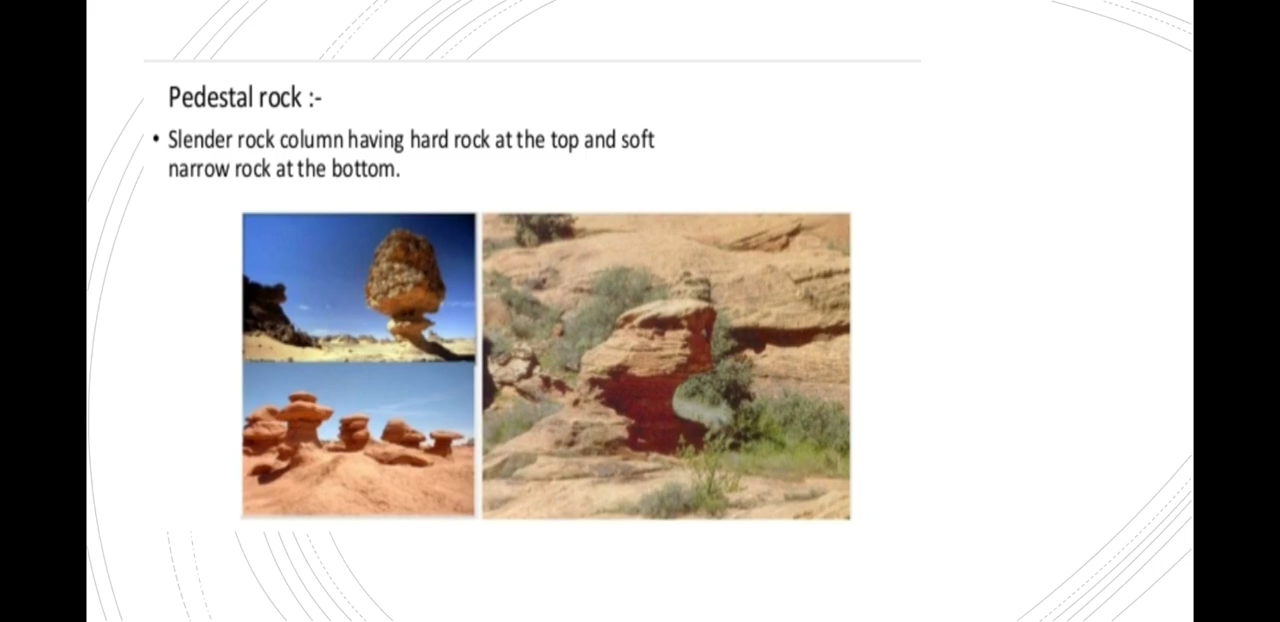 Pedestal rock :-
• Slender rock column having hard rock at the top and soft
narrow rock at the bottom.